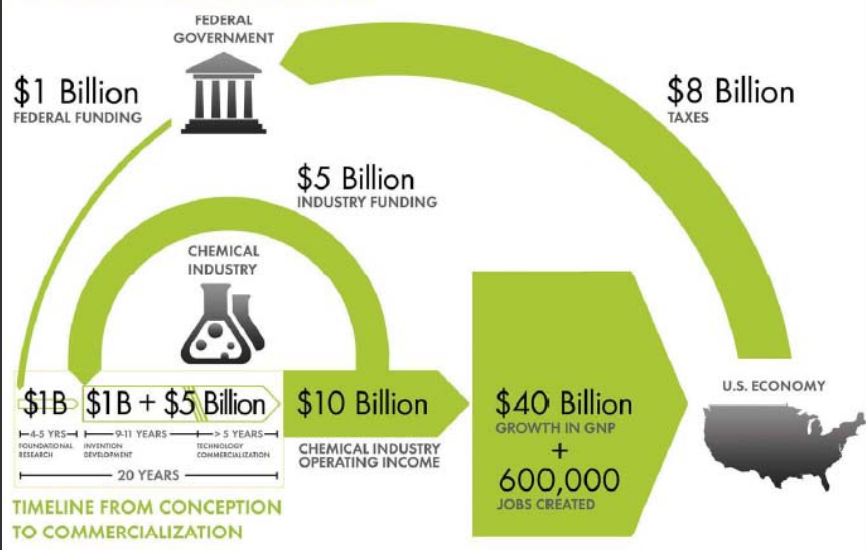 FEDERAL
GOVERNMENT
$1 Billion
FEDERAL FUNDING
$8 Billion
TAXES
$5 Billion
INDUSTRY FUNDING
CHEMICAL
INDUSTRY
$1B
$1B + $5 Billion
$10 Billion
CHEMICAL INDUSTRY
OPERATING INCOME
$40 Billion
GROWTH IN GNP
+
600,000
JOBS CREATED
U.S. ECONOMY
4-5 YRS
9-11 YEARS
> 5 YEARS
FOUNDATIONAL
RESEARCH
INVENTION
DEVELOPMENT
TECHNOLOGY
COMMERCIALIZATION
20 YEARS
TIMELINE FROM CONCEPTION
TO COMMERCIALIZATION